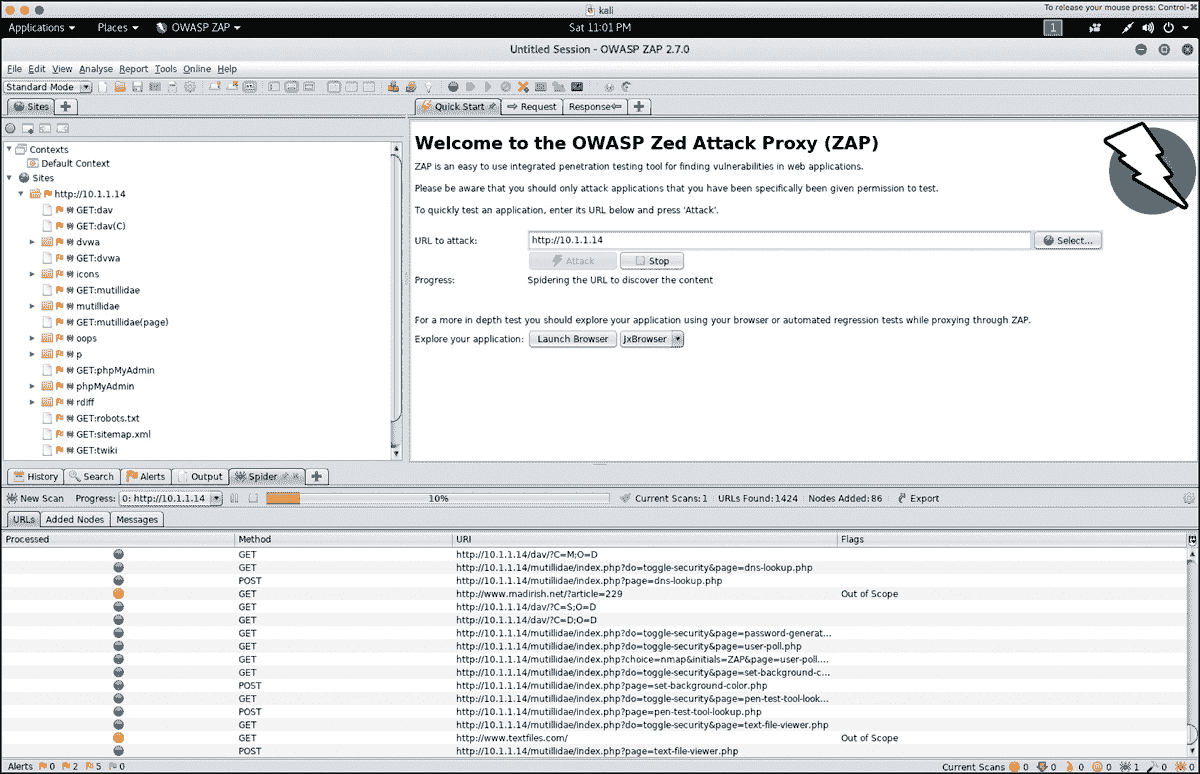 kali
To release your mouse press: Control-⌘
Applications Places OWASP ZAP Sat 11:01 PM 1
Untitled Session - OWASP ZAP 2.7.0
File Edit View Analyse Report Tools Online Help
Standard Mode
Sites
Quick Start Request Response
Contexts
Default Context
Sites
http://10.1.1.14
GET:dav
GET:dav(C)
dvwa
GET:dvwa
icons
GET:mutillidae
mutillidae
GET:mutillidae(page)
oops
p
GET:phpMyAdmin
phpMyAdmin
rdiff
GET:robots.txt
GET:sitemap.xml
GET:twiki
Welcome to the OWASP Zed Attack Proxy (ZAP)
ZAP is an easy to use integrated penetration testing tool for finding vulnerabilities in web applications.
Please be aware that you should only attack applications that you have been specifically been given permission to test.
To quickly test an application, enter its URL below and press 'Attack'.
URL to attack: http://10.1.1.14 Select...
Attack Stop
Progress: Spidering the URL to discover the content
For a more in depth test you should explore your application using your browser or automated regression tests while proxying through ZAP.
Explore your application: Launch Browser JxBrowser
History Search Alerts Output Spider
New Scan Progress: 0: http://10.1.1.14 10% Current Scans:1 URLs Found:1424 Nodes Added:86 Export
URLs Added Nodes Messages
Processed Method URI Flags
GET http://10.1.1.14/dav/?C=M;O=D
GET http://10.1.1.14/mutillidae/index.php?do=toggle-security&page=dns-lookup.php
POST http://10.1.1.14/mutillidae/index.php?page=dns-lookup.php
GET http://www.madirish.net/?article=229 Out of Scope
GET http://10.1.1.14/dav/?C=S;O=D
GET http://10.1.1.14/dav/?C=D;O=D
GET http://10.1.1.14/mutillidae/index.php?do=toggle-security&page=password-generat...
GET http://10.1.1.14/mutillidae/index.php?do=toggle-security&page=user-poll.php
GET http://10.1.1.14/mutillidae/index.php?choice=nmap&initials=ZAP&page=user-poll....
GET http://10.1.1.14/mutillidae/index.php?do=toggle-security&page=set-background-c...
POST http://10.1.1.14/mutillidae/index.php?page=set-background-color.php
GET http://10.1.1.14/mutillidae/index.php?do=toggle-security&page=pen-test-tool-look...
POST http://10.1.1.14/mutillidae/index.php?page=pen-test-tool-lookup.php
GET http://10.1.1.14/mutillidae/index.php?do=toggle-security&page=text-file-viewer.php
GET http://www.textfiles.com/ Out of Scope
POST http://10.1.1.14/mutillidae/index.php?page=text-file-viewer.php
Alerts 0 2 5 0 Current Scans 0 0 0 0 1 0 0